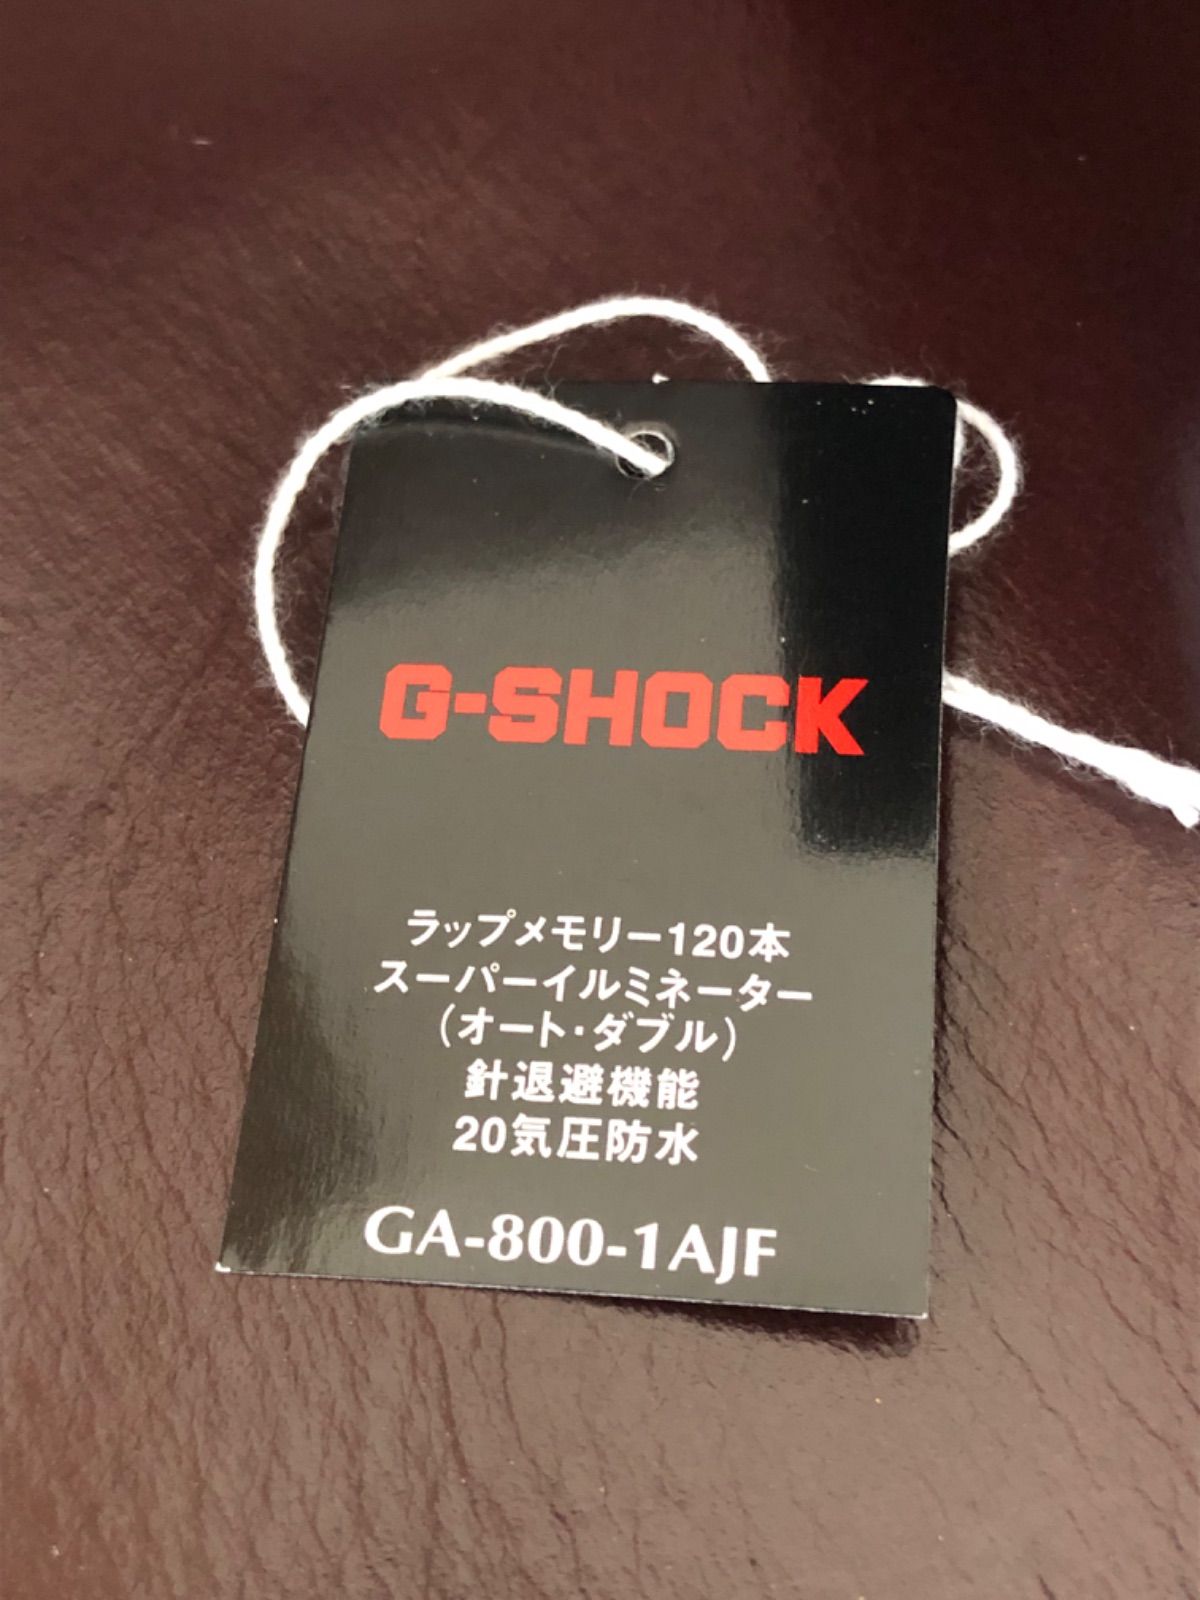 G-SHOCK
ラップメモリー120本
スーパーイルミネーター
(オート・ダブル)
針退避機能
20気圧防水
GA-800-1AJF